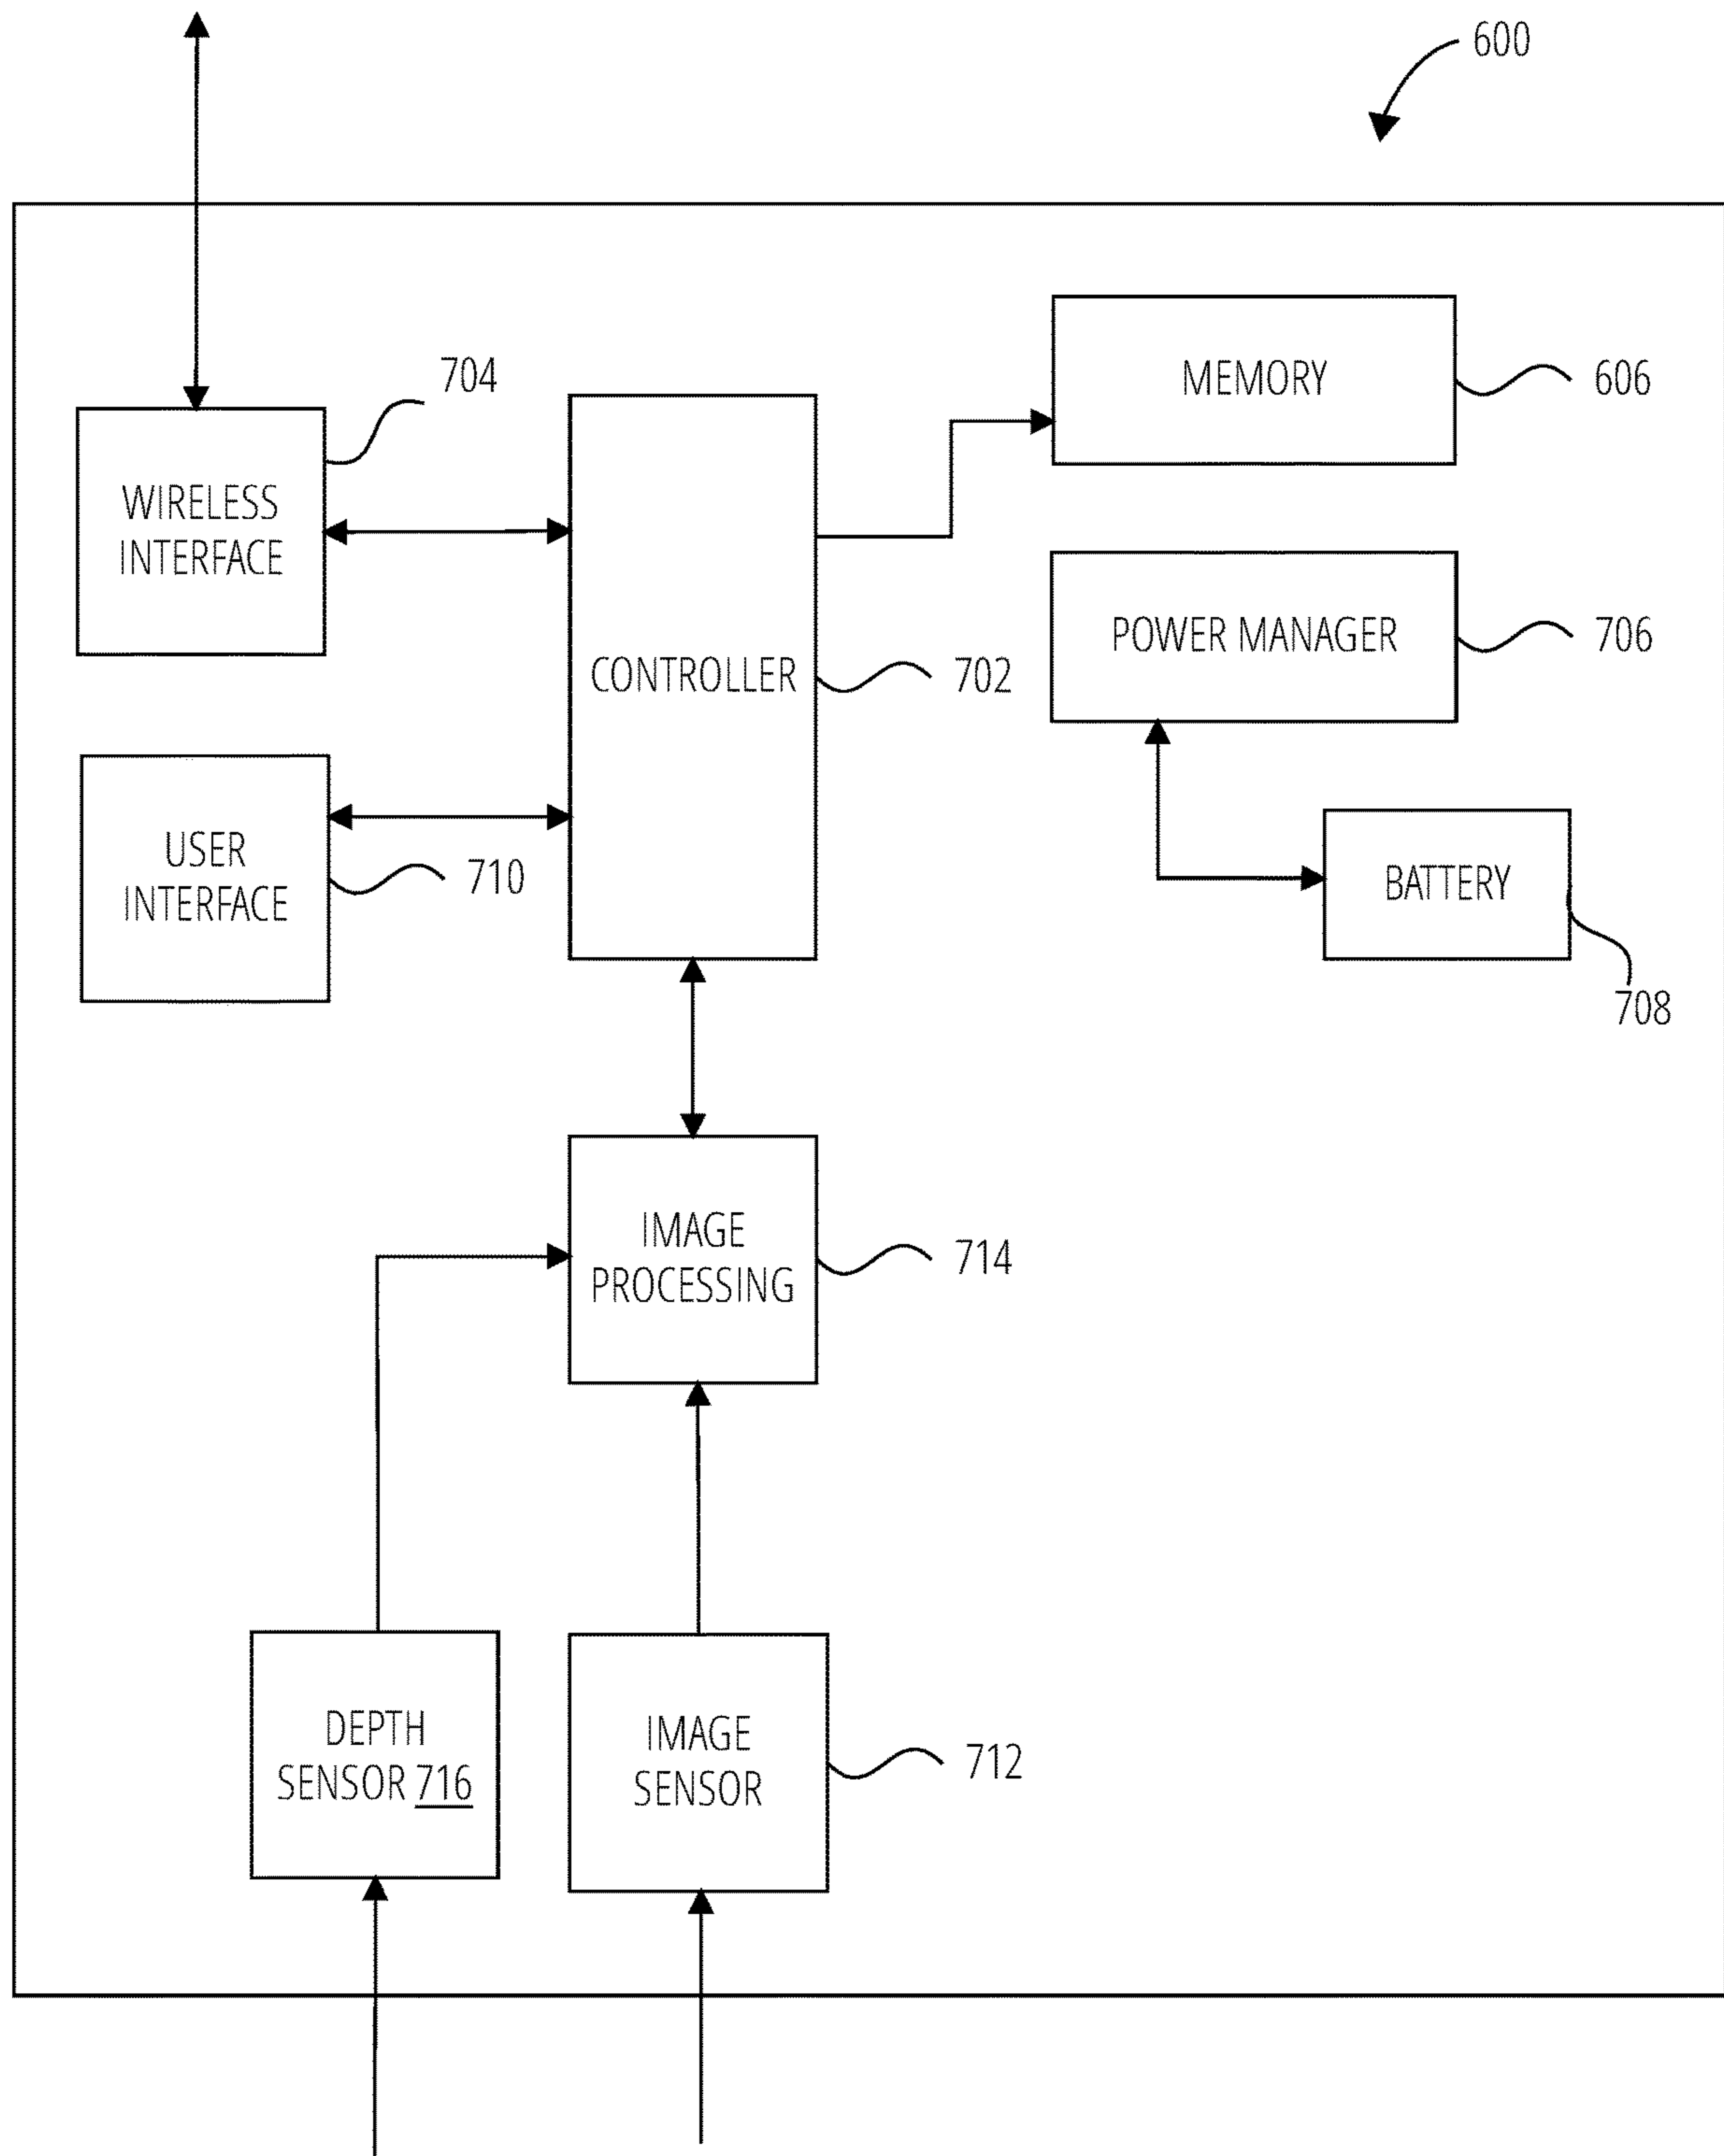 600
MEMORY
606
704
WIRELESS
INTERFACE
CONTROLLER
702
POWER MANAGER
706
USER
INTERFACE
710
BATTERY
708
IMAGE
PROCESSING
714
DEPTH
SENSOR 716
IMAGE
SENSOR
712